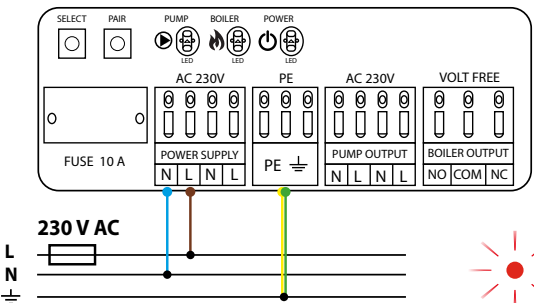 SELECT PAIR PUMP BOILER POWER
LED LED LED
AC 230V PE AC 230V VOLT FREE
FUSE 10 A
POWER SUPPLY PE PUMP OUTPUT BOILER OUTPUT
N L N L N L N L NO COM NC
230 V AC
L
N